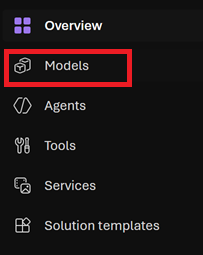 Overview
Models
Agents
Tools
Services
Solution templates